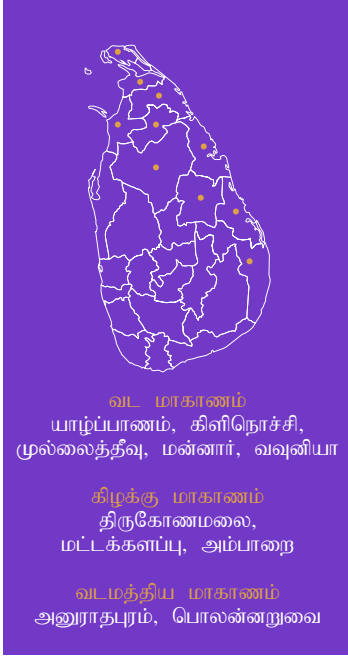 வட மாகாணம்
யாழ்ப்பாணம், கிளிநொச்சி,
முல்லைத்தீவு, மன்னார், வவுனியா
கிழக்கு மாகாணம்
திருகோணமலை,
மட்டக்களப்பு, அம்பாறை
வடமத்திய மாகாணம்
அனுராதபுரம், பொலன்னறுவை